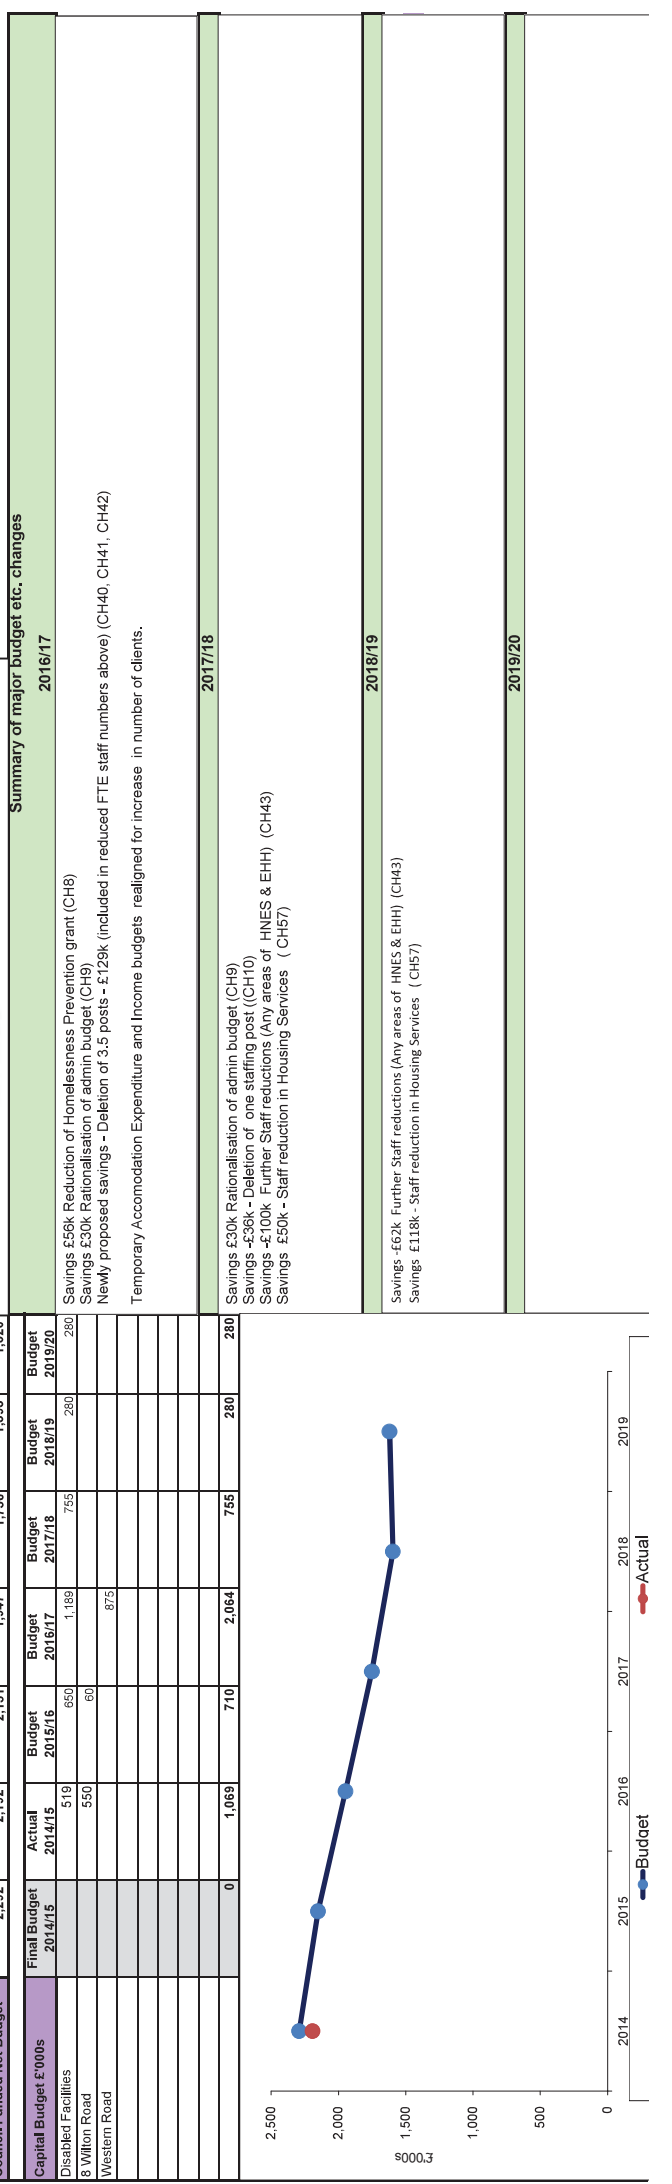 Capital Budget £'000s Final Budget 2014/15 Actual 2014/15 Budget 2015/16 Budget 2016/17 Budget 2017/18 Budget 2018/19 Budget 2019/20
Disabled Facilities 519 650 1,189 755 280 280
8 Wilton Road 550 60
Western Road 875
0 1,069 710 2,064 755 280 280
2,500
2,000
1,500
1,000
500
0
£'000s
2014 2015 2016 2017 2018 2019
Budget Actual
Summary of major budget etc. changes
2016/17
Savings £56k Reduction of Homelessness Prevention grant (CH8)
Savings £30k Rationalisation of admin budget (CH9)
Newly proposed savings - Deletion of 3.5 posts - £129k (included in reduced FTE staff numbers above) (CH40, CH41, CH42)
Temporary Accomodation Expenditure and Income budgets realigned for increase in number of clients.
2017/18
Savings £30k Rationalisation of admin budget (CH9)
Savings -£36k - Deletion of one staffing post ((CH10)
Savings -£100k Further Staff reductions (Any areas of HNES & EHH) (CH43)
Savings £50k - Staff reduction in Housing Services ( CH57)
2018/19
Savings -£62k Further Staff reductions (Any areas of HNES & EHH) (CH43)
Savings £118k - Staff reduction in Housing Services ( CH57)
2019/20